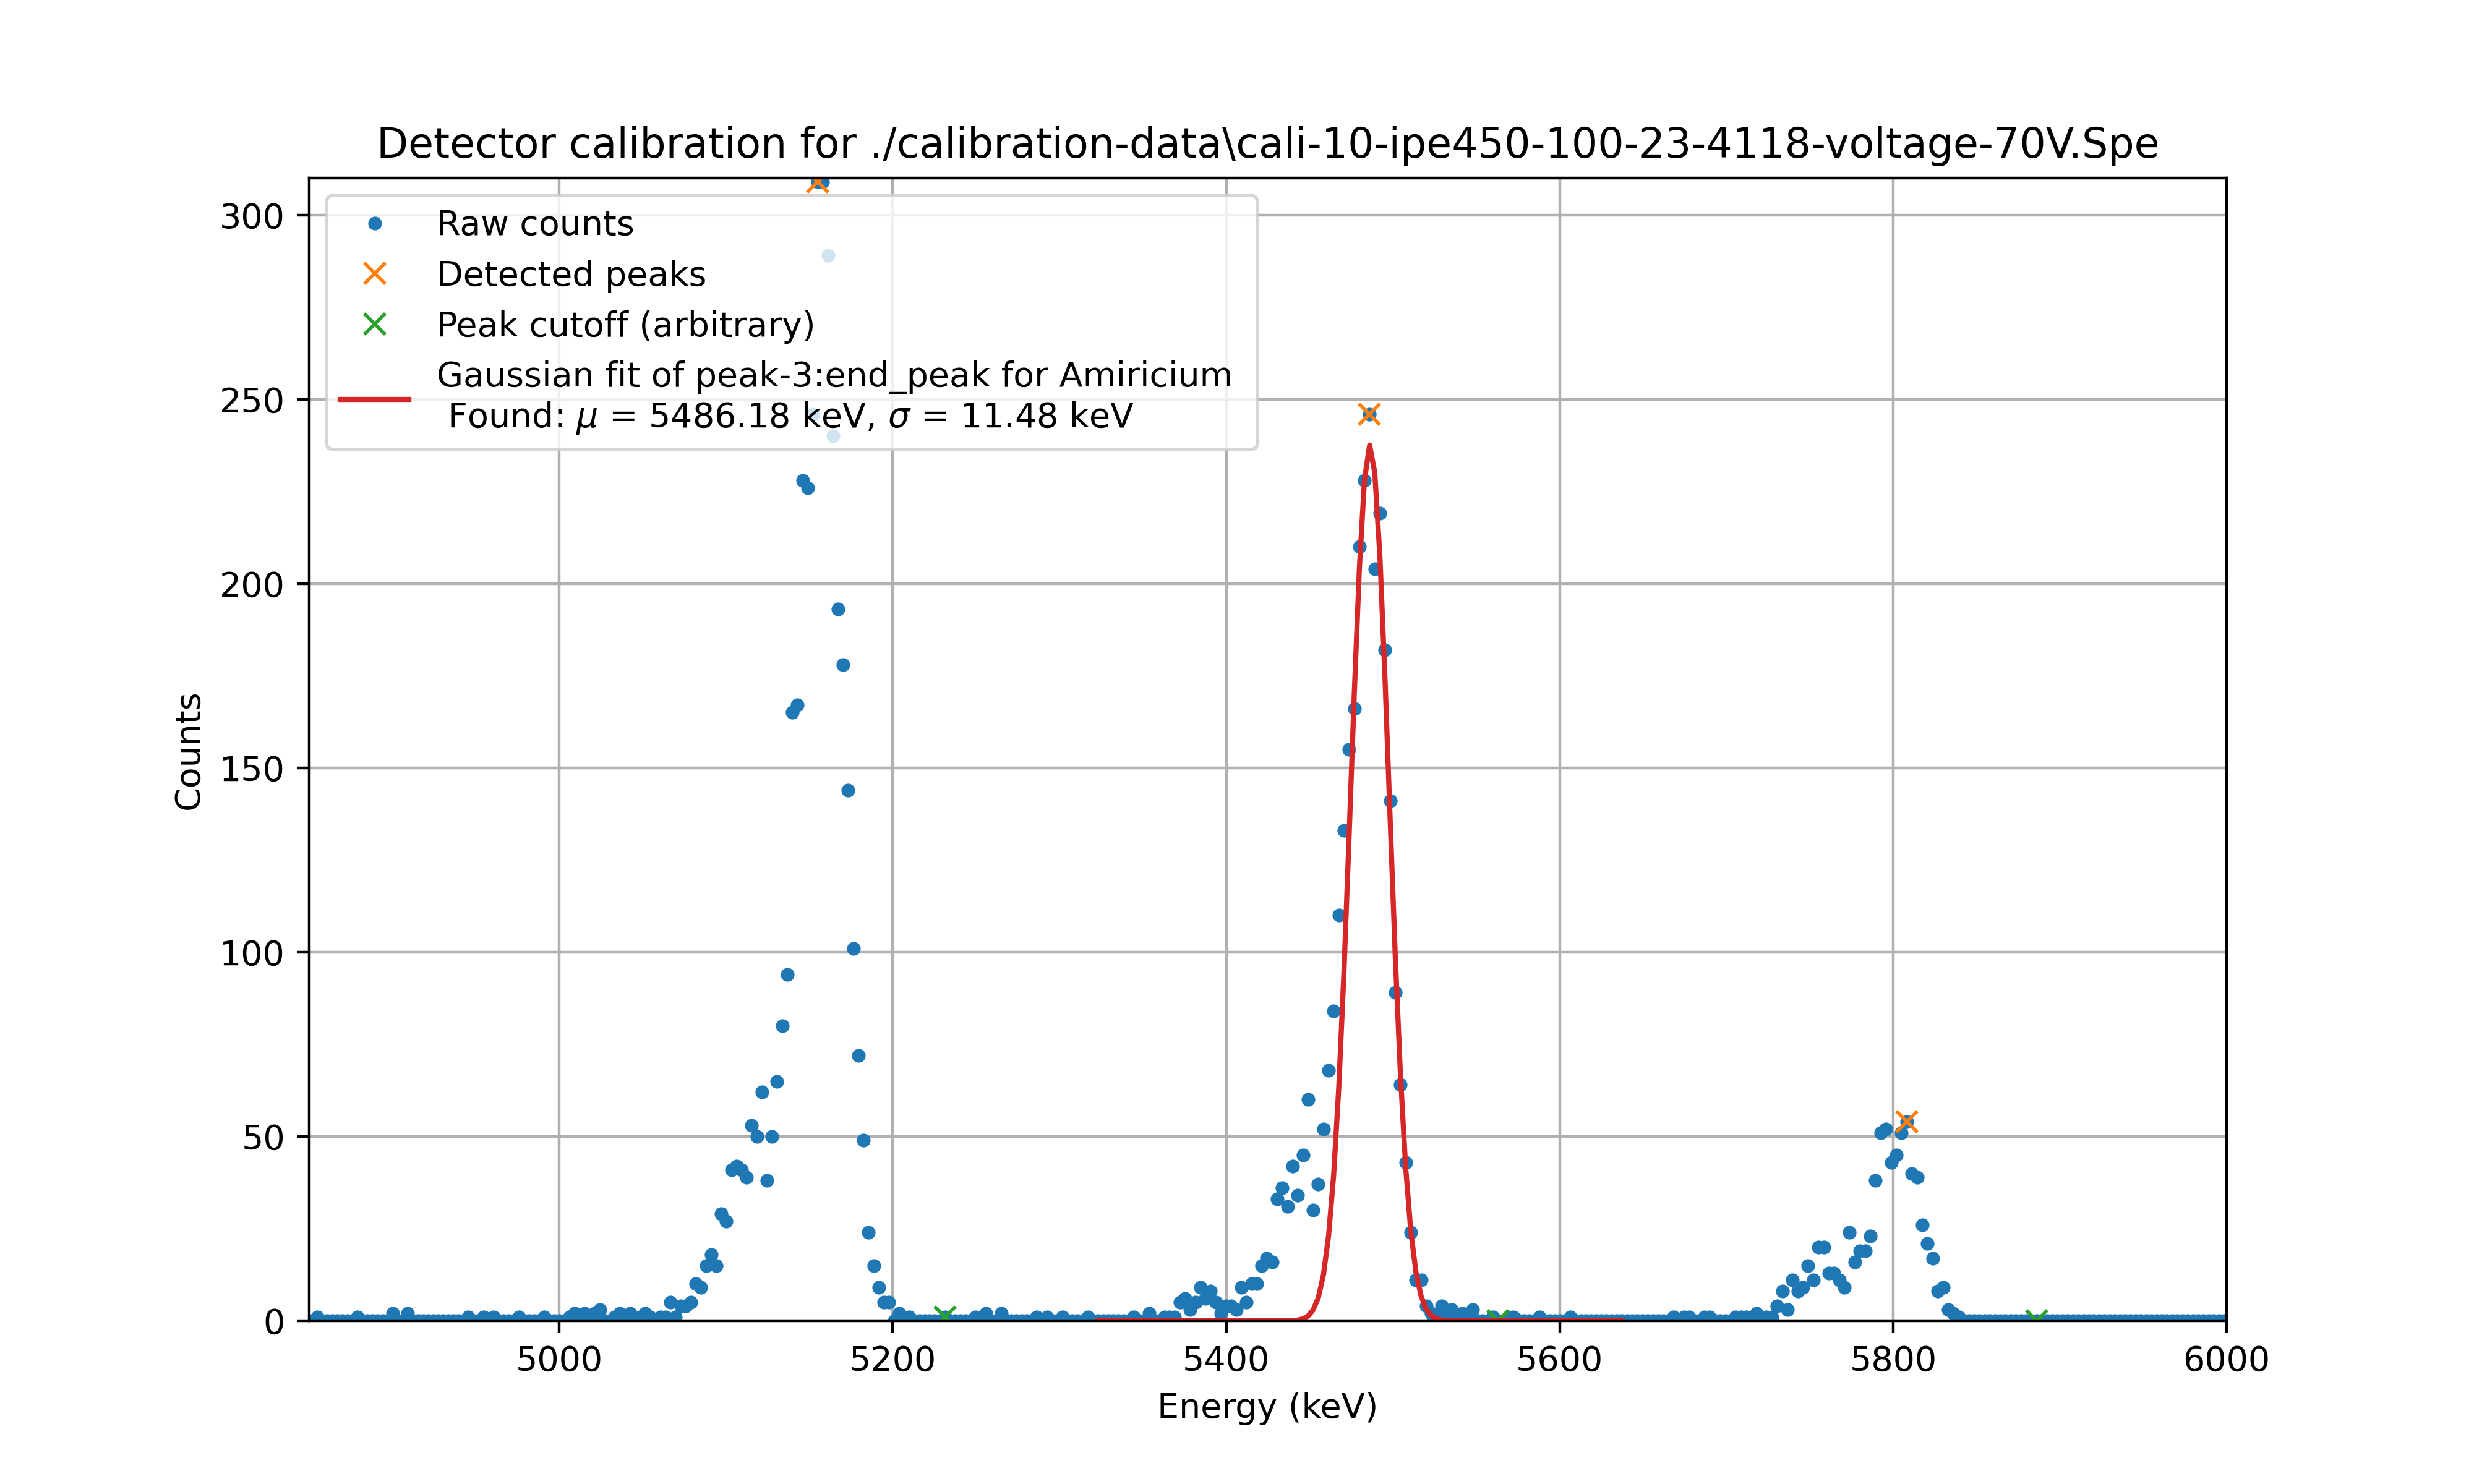 Detector calibration for ./calibration-data\cali-10-ipe450-100-23-4118-voltage-70V.Spe
Raw counts
Detected peaks
Peak cutoff (arbitrary)
Gaussian fit of peak-3:end_peak for Amiricium
Found: μ = 5486.18 keV, σ = 11.48 keV
300
250
200
150
100
50
0
Counts
5000 5200 5400 5600 5800 6000
Energy (keV)